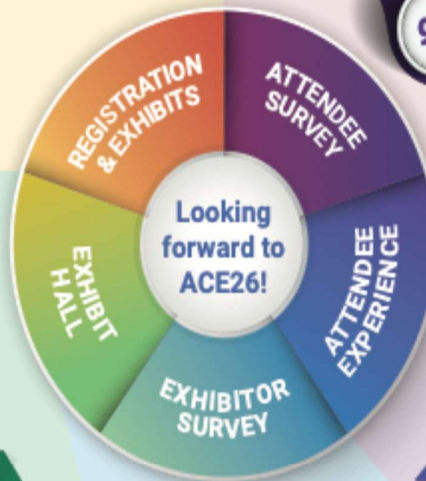 REGISTRATION
& EXHIBITS
ATTENDEE
SURVEY
Looking
forward to
ACE26!
EXHIBIT
HALL
ATTENDEE
EXPERIENCE
EXHIBITOR
SURVEY